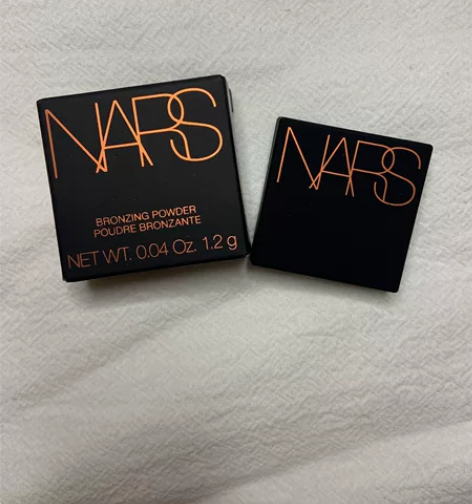 NARS
BRONZING POWDER
POUDRE BRONZANTE
NET WT. 0.04 Oz. 1.2 g
NARS